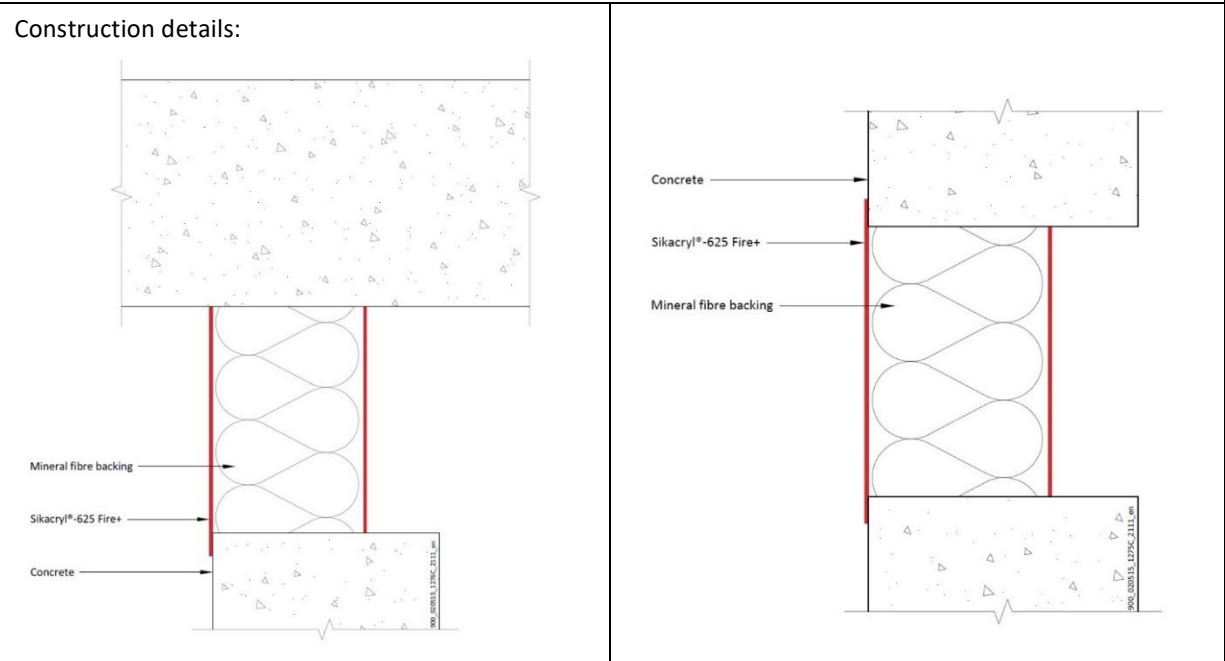 Construction details:
Mineral fibre backing
Sikacryl®-625 Fire+
Concrete
900_020515_1276C_2111_en
Concrete
Sikacryl®-625 Fire+
Mineral fibre backing
900_020515_1275C_2111_en